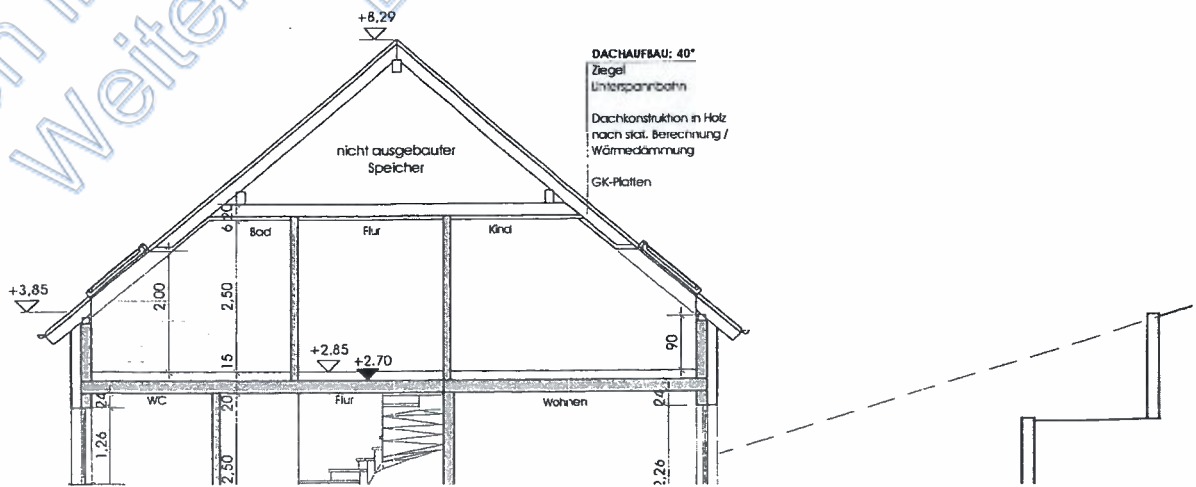 Weiter
+8,29
DACHAUFBAU: 40°
Ziegel
Unterspannbahn
Dachkonstruktion in Holz
nach stat. Berechnung /
Wärmedämmung
GK-Platten
nicht ausgebauter
Speicher
6 20
Bad
Flur
Kind
+3,85
2,00
2,50
90
+2.85
+2.70
15
WC
24
20
Flur
Wohnen
24
1,26
2,50
2,26